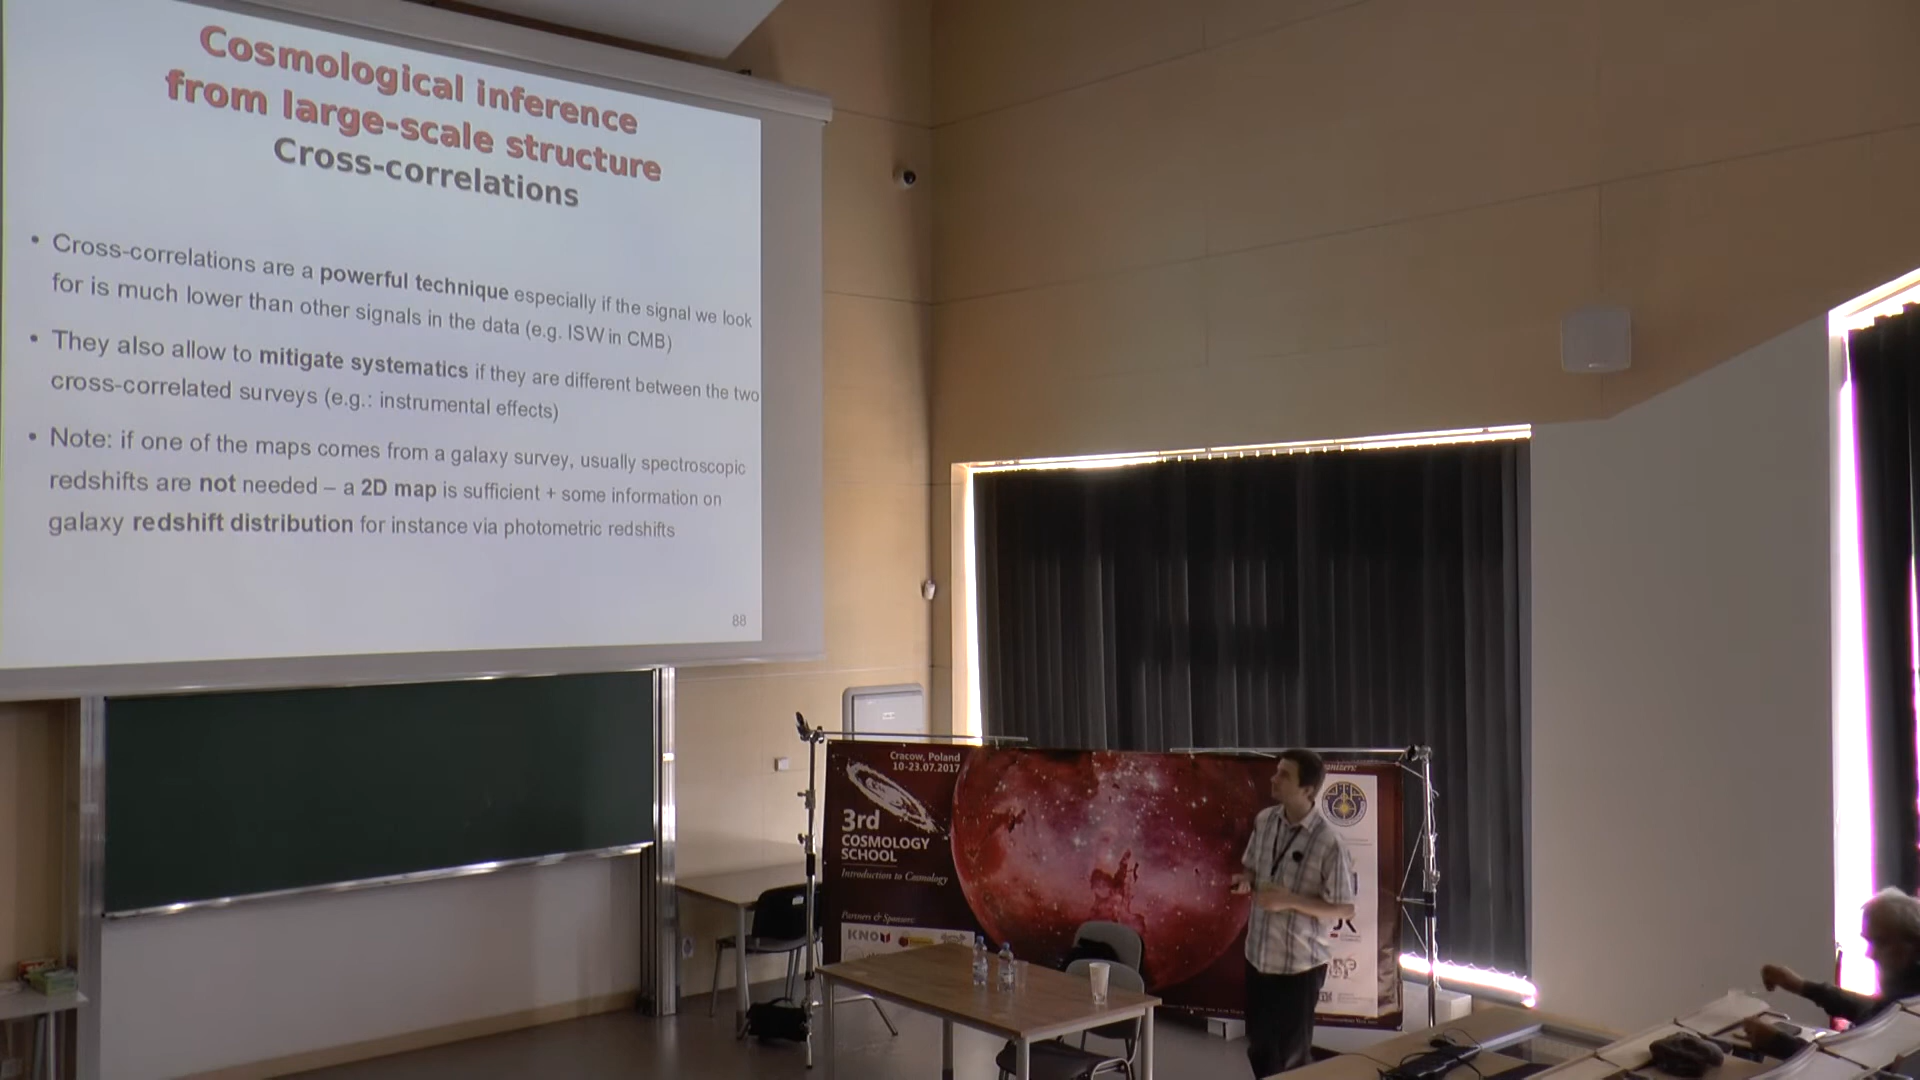 Cosmological inference
from large-scale structure
Cross-correlations
• Cross-correlations are a powerful technique especially if the signal we look
for is much lower than other signals in the data (e.g. ISW in CMB)
• They also allow to mitigate systematics if they are different between the two
cross-correlated surveys (e.g.: instrumental effects)
• Note: if one of the maps comes from a galaxy survey, usually spectroscopic
redshifts are not needed – a 2D map is sufficient + some information on
galaxy redshift distribution for instance via photometric redshifts
88
Cracow, Poland
10-23.07.2017
3rd
COSMOLOGY
SCHOOL
Introduction to Cosmology
Partners & Sponsors:
KNOW